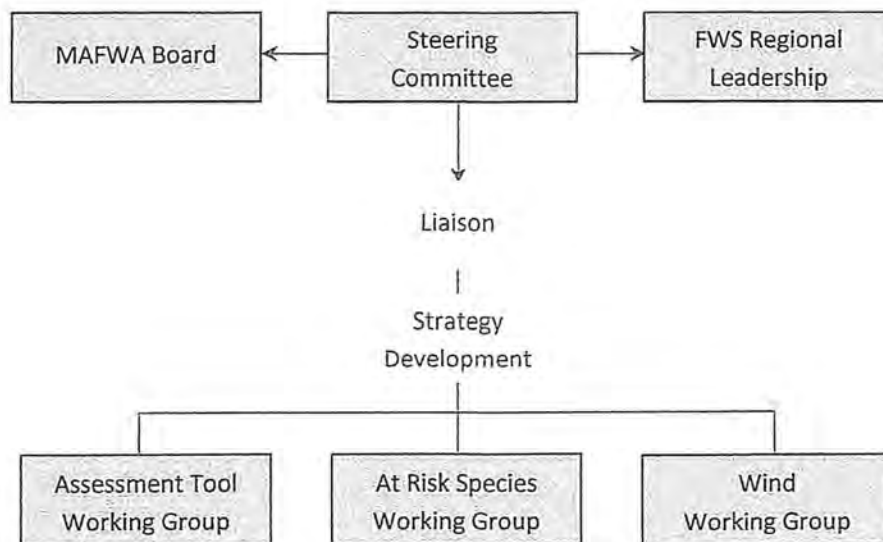 MAFWA Board
Steering
Committee
FWS Regional
Leadership
Liaison
Strategy
Development
Assessment Tool
Working Group
At Risk Species
Working Group
Wind
Working Group